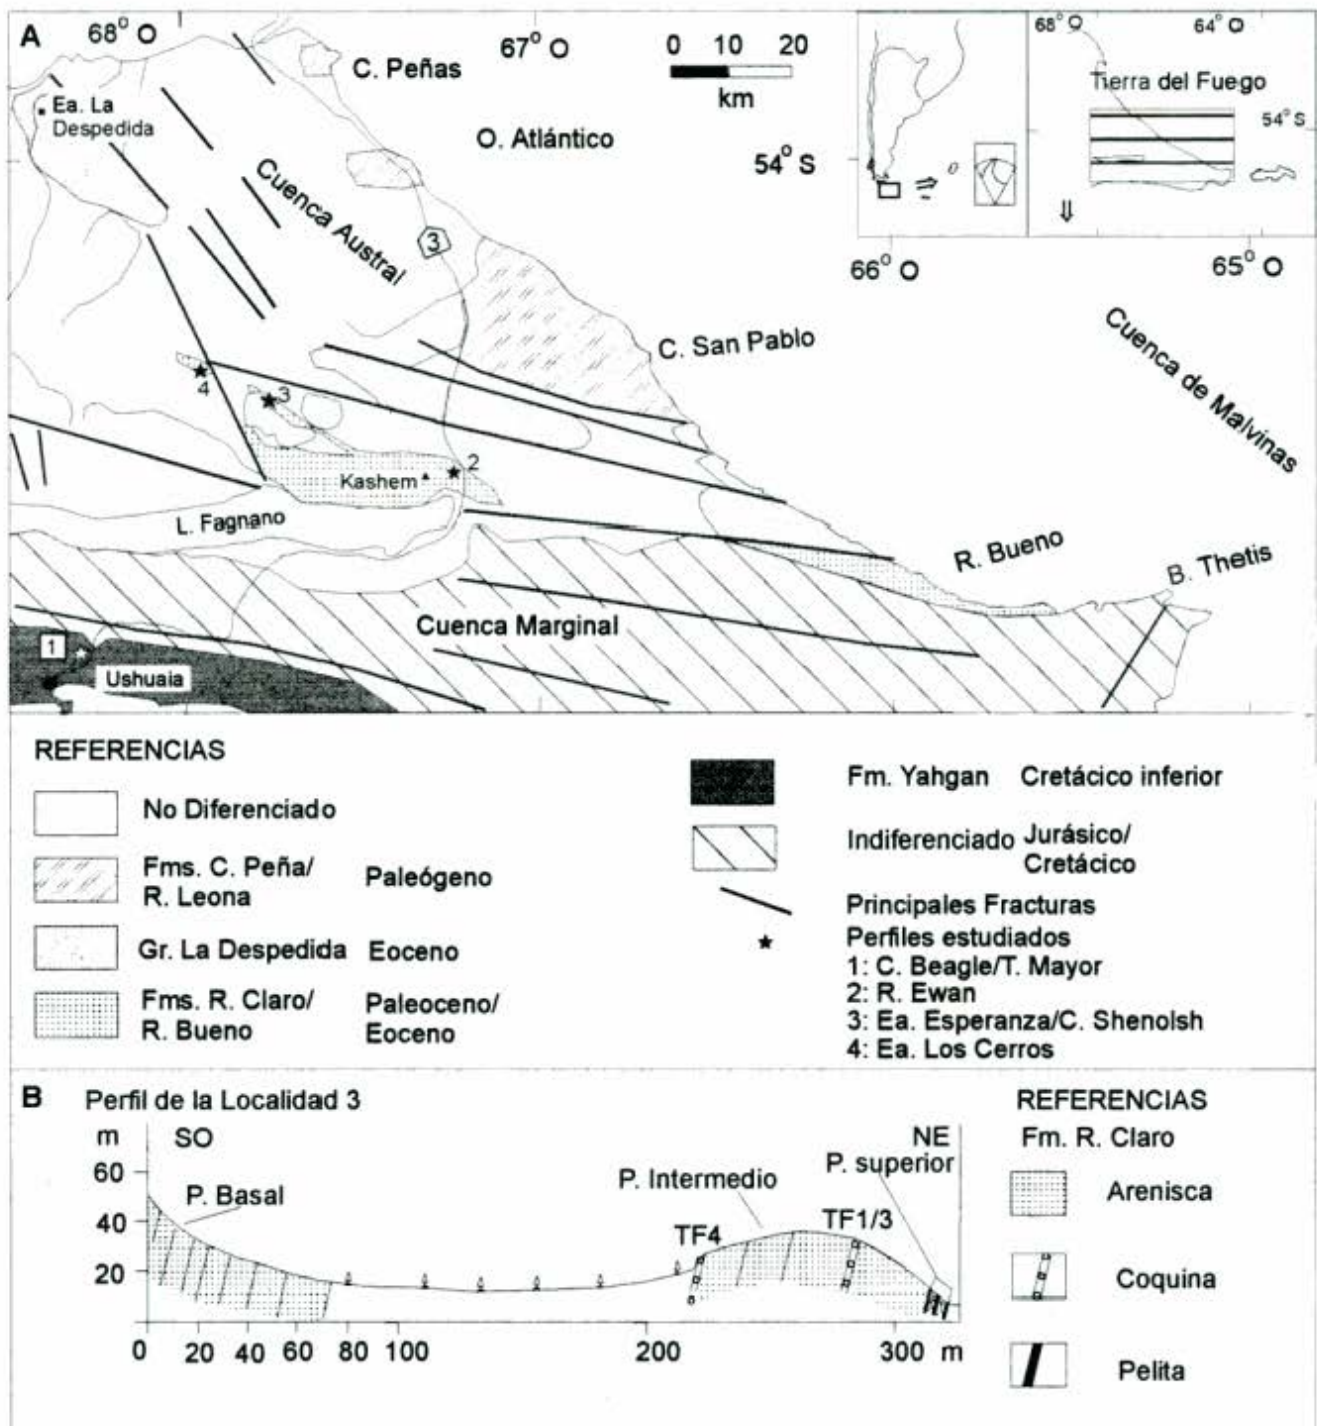 A
68° O
67° O
0 10 20
km
C. Peñas
Ea. La
Despedida
O. Atlántico
54° S
68° O
64° O
Tierra del Fuego
54° S
Cuenca Austral
3
66° O
65° O
C. San Pablo
Cuenca de Malvinas
4
3
2
Kashem
L. Fagnano
R. Bueno
B. Thetis
Cuenca Marginal
1
Ushuaia
REFERENCIAS
No Diferenciado
Fms. C. Peña/ Paleógeno
R. Leona
Gr. La Despedida Eoceno
Fms. R. Claro/ Paleoceno/
R. Bueno Eoceno
Fm. Yahgan Cretácico inferior
Indiferenciado Jurásico/
Cretácico
Principales Fracturas
Perfiles estudiados
1: C. Beagle/T. Mayor
2: R. Ewan
3: Ea. Esperanza/C. Shenolsh
4: Ea. Los Cerros
B Perfil de la Localidad 3
m SO
NE
60
40
20
P. Basal
P. Intermedio
P. superior
TF4
TF1/3
0 20 40 60 80 100 200 300 m
REFERENCIAS
Fm. R. Claro
Arenisca
Coquina
Pelita